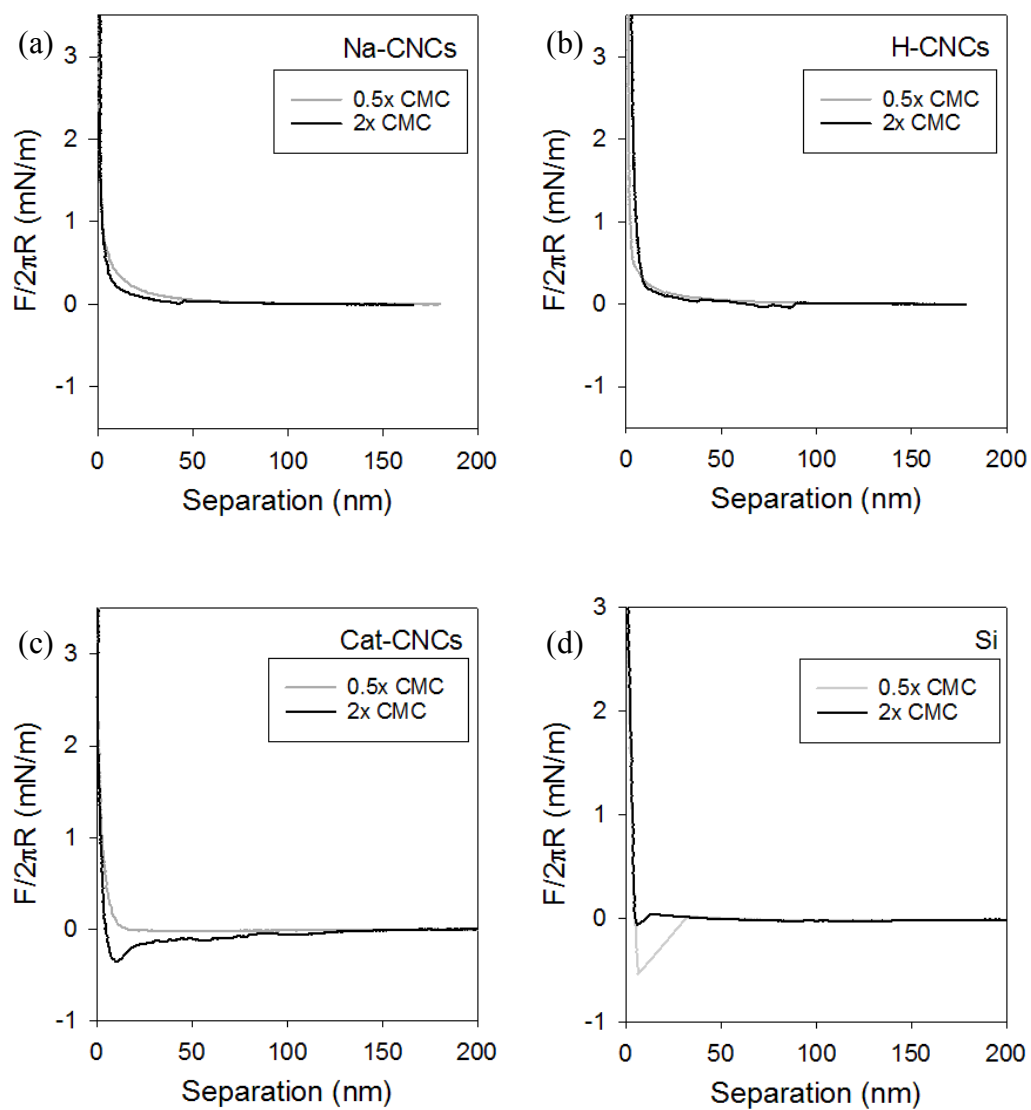 (a)
Na-CNCs
0.5x CMC
2x CMC
3
2
1
0
-1
F/2πR (mN/m)
0 50 100 150 200
Separation (nm)
(b)
H-CNCs
0.5x CMC
2x CMC
3
2
1
0
-1
F/2πR (mN/m)
0 50 100 150 200
Separation (nm)
(c)
Cat-CNCs
0.5x CMC
2x CMC
3
2
1
0
-1
F/2πR (mN/m)
0 50 100 150 200
Separation (nm)
(d)
Si
0.5x CMC
2x CMC
3
2
1
0
-1
F/2πR (mN/m)
0 50 100 150 200
Separation (nm)